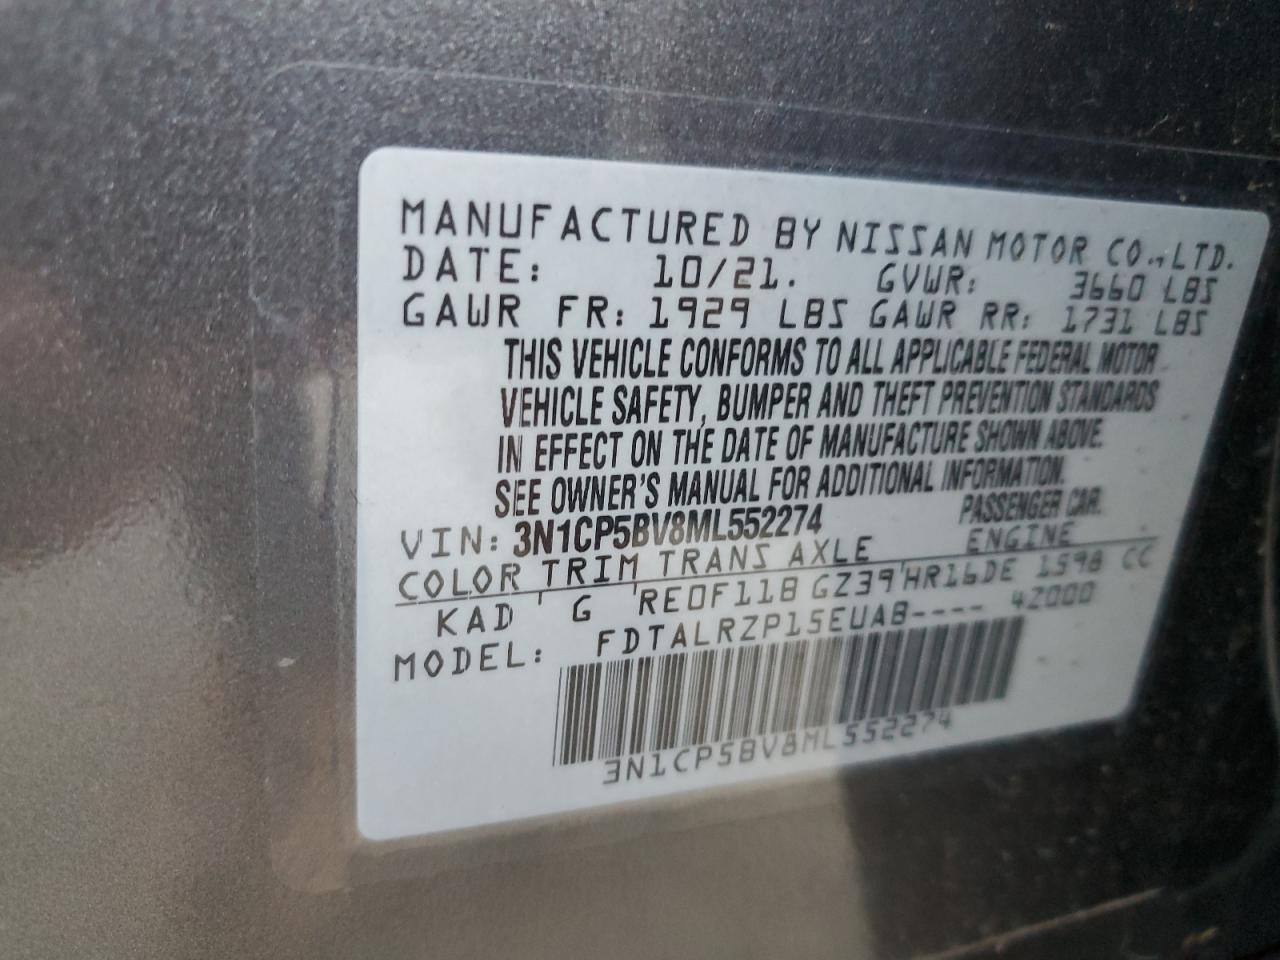 MANUFACTURED BY NISSAN MOTOR CO.,LTD.
DATE: 10/21. GVWR: 3660 LBS
GAWR FR: 1929 LBS GAWR RR: 1731 LBS
THIS VEHICLE CONFORMS TO ALL APPLICABLE FEDERAL MOTOR
VEHICLE SAFETY, BUMPER AND THEFT PREVENTION STANDARDS
IN EFFECT ON THE DATE OF MANUFACTURE SHOWN ABOVE.
SEE OWNER'S MANUAL FOR ADDITIONAL INFORMATION.
VIN: 3N1CP5BV8ML552274 PASSENGER CAR.
COLOR TRIM TRANS AXLE ENGINE
KAD G RE0F11B GZ39 HR16DE 1598 CC
MODEL: FDTALRZP15EUAB---- 42000
3N1CP5BV8ML552274